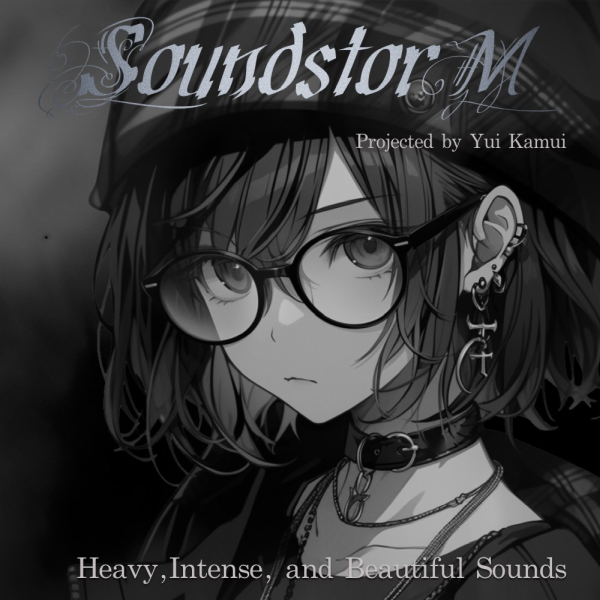 SoundstorM
Projected by Yui Kamui
Heavy,Intense, and Beautiful Sounds